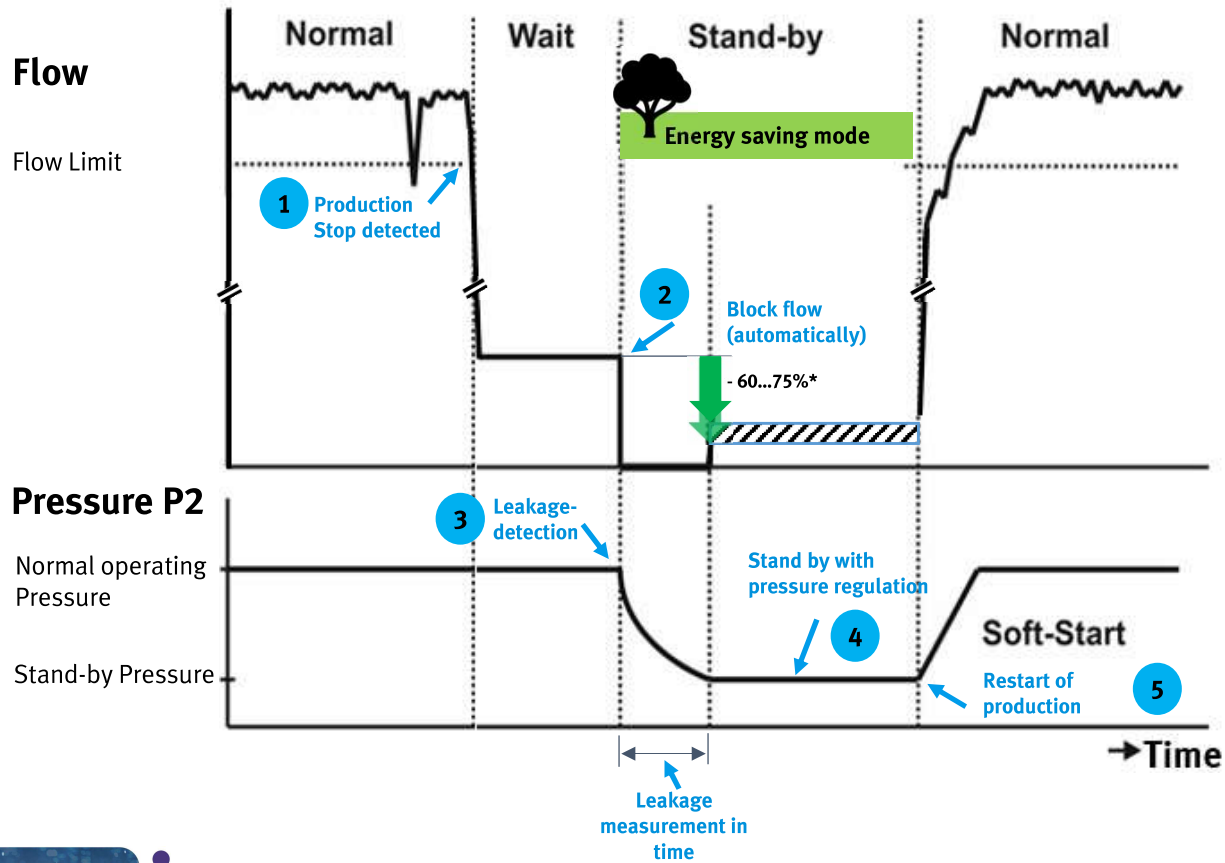 Normal
Wait
Stand-by
Normal
Flow
Energy saving mode
Flow Limit
1
Production
Stop detected
2
Block flow
(automatically)
- 60...75%*
Pressure P2
3
Leakage-
detection
Normal operating
Pressure
Stand by with
pressure regulation
4
Soft-Start
Stand-by Pressure
Restart of
production
5
Time
Leakage
measurement in
time